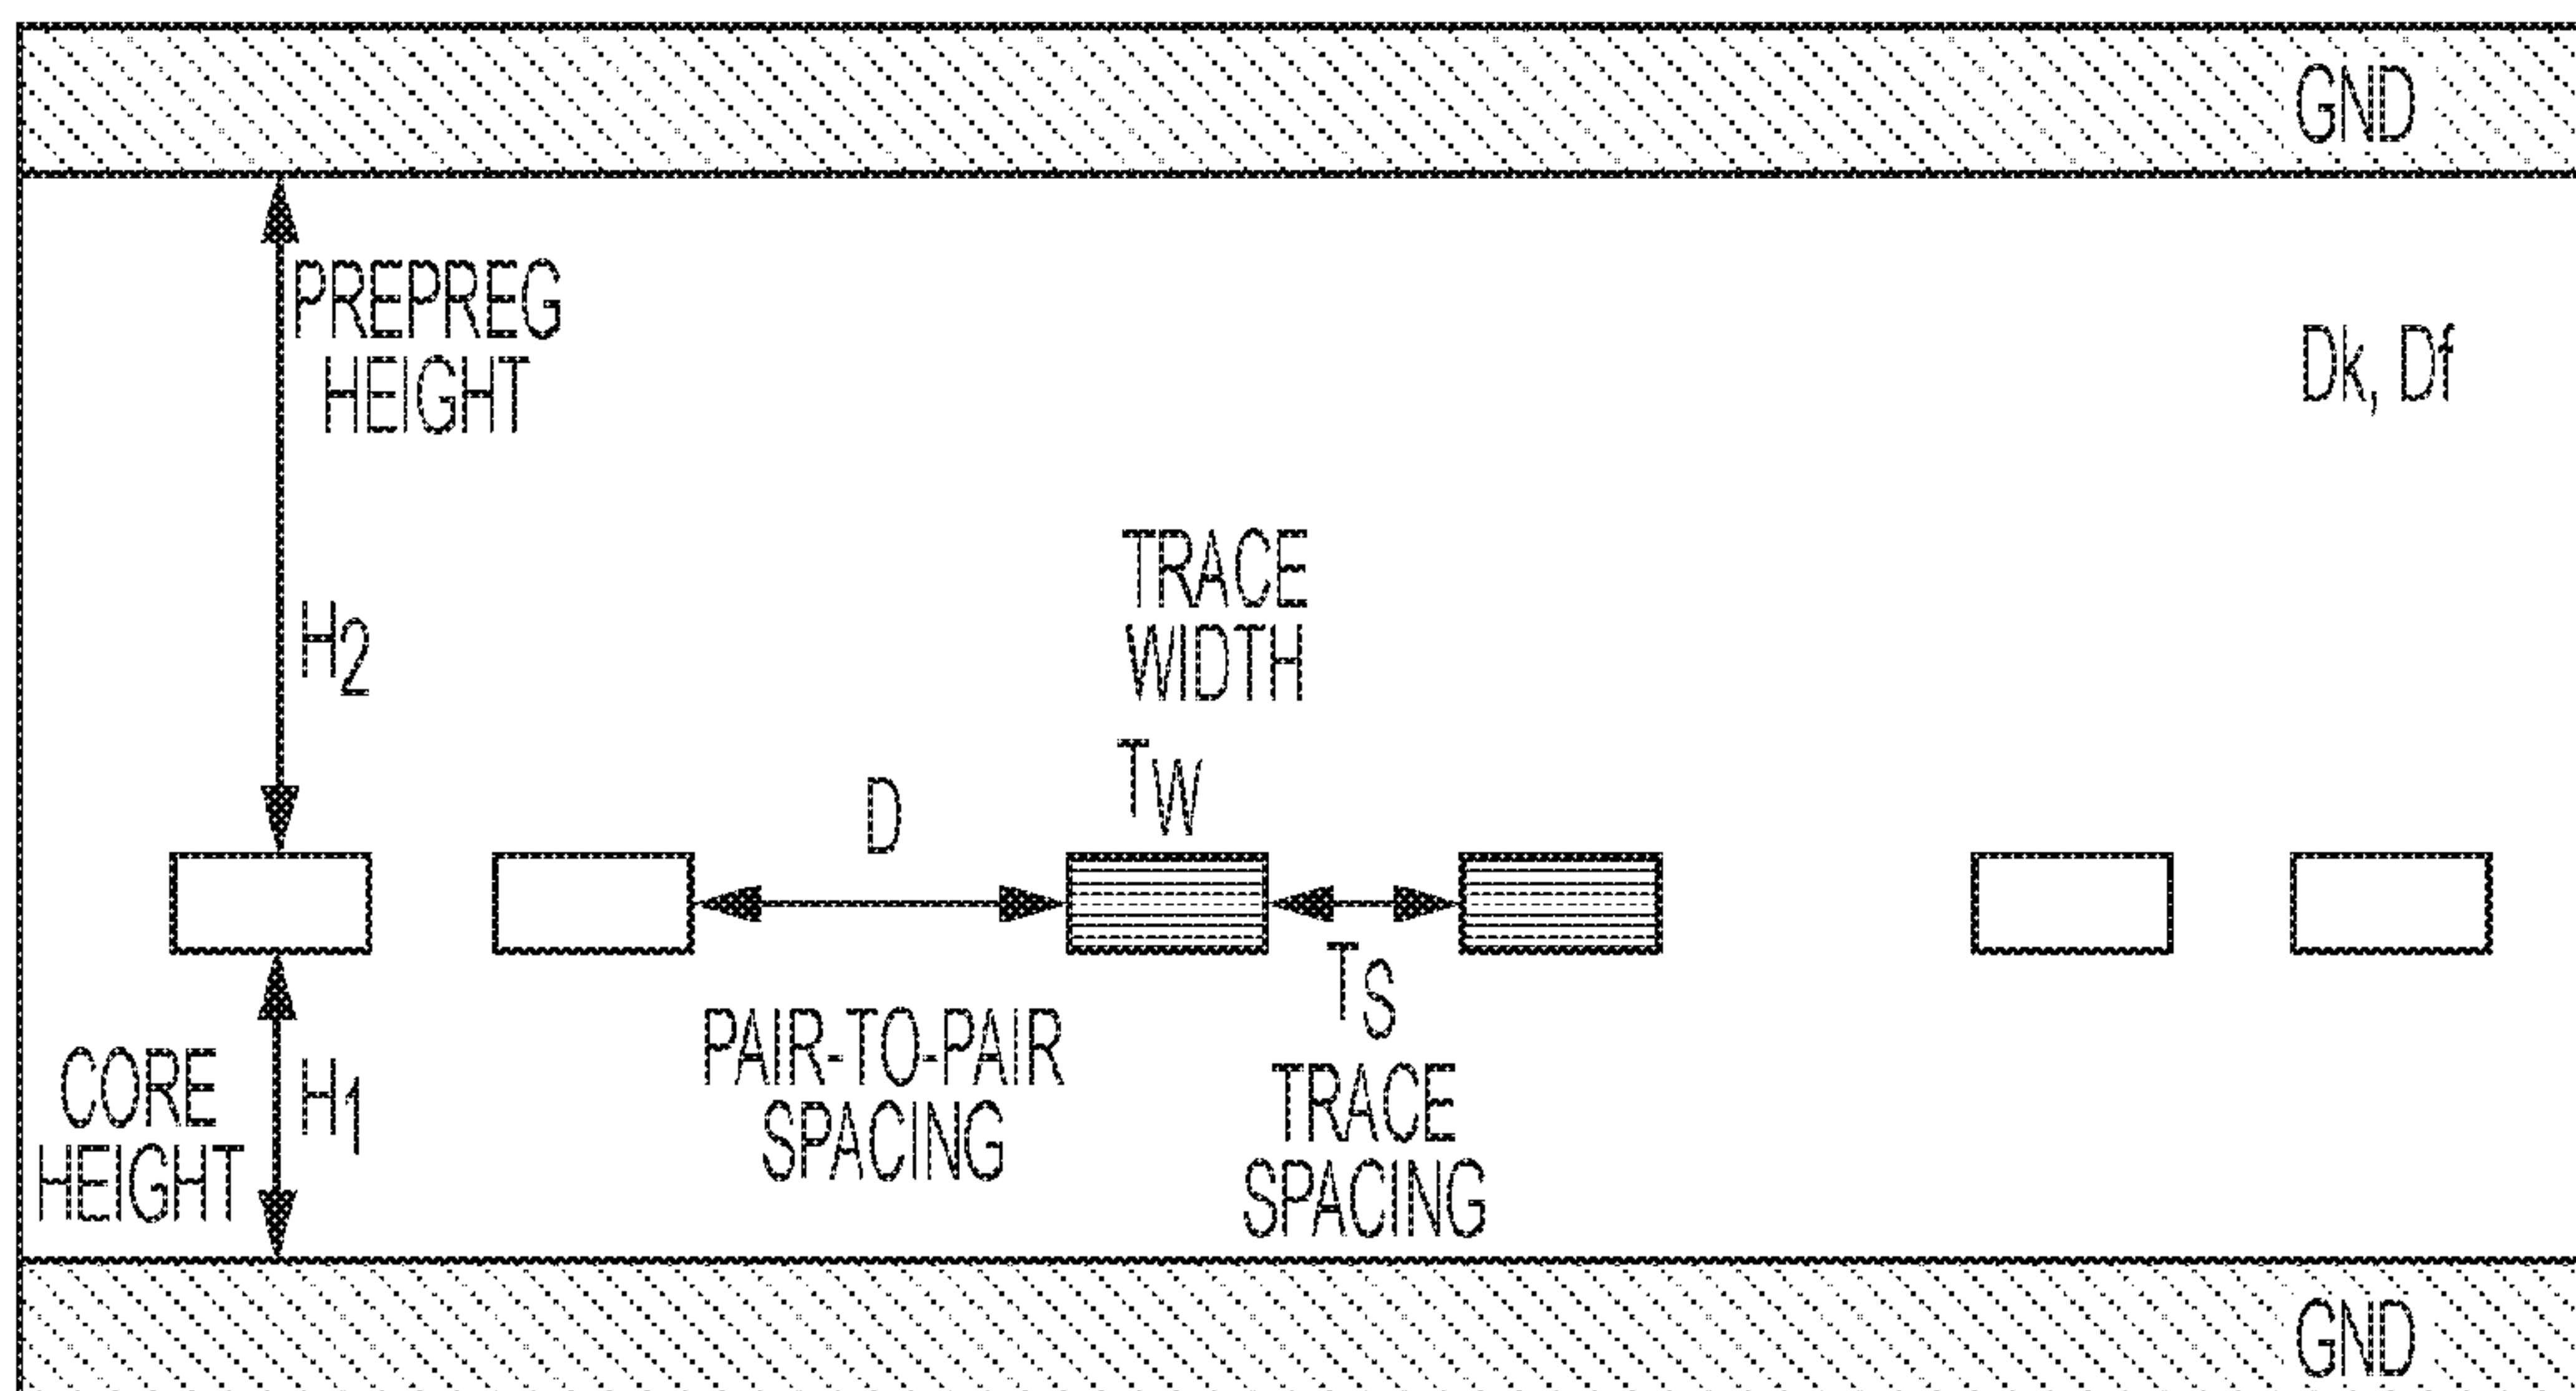 GND
PREPREG
HEIGHT
Dk, Df
H2
TRACE
WIDTH
TW
D
TS
TRACE
SPACING
PAIR-TO-PAIR
SPACING
CORE
HEIGHT
H1
GND